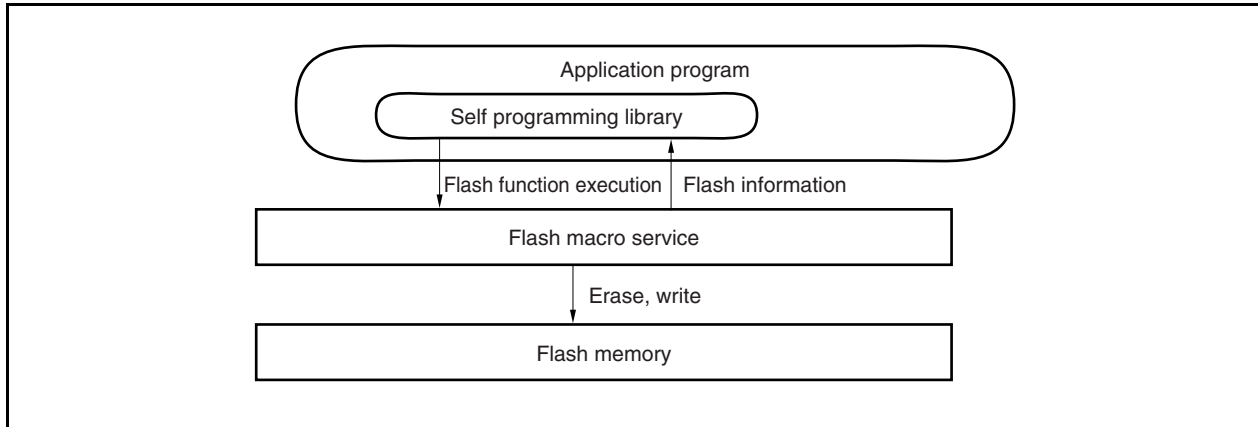 Application program
Self programming library
Flash function execution
Flash information
Flash macro service
Erase, write
Flash memory